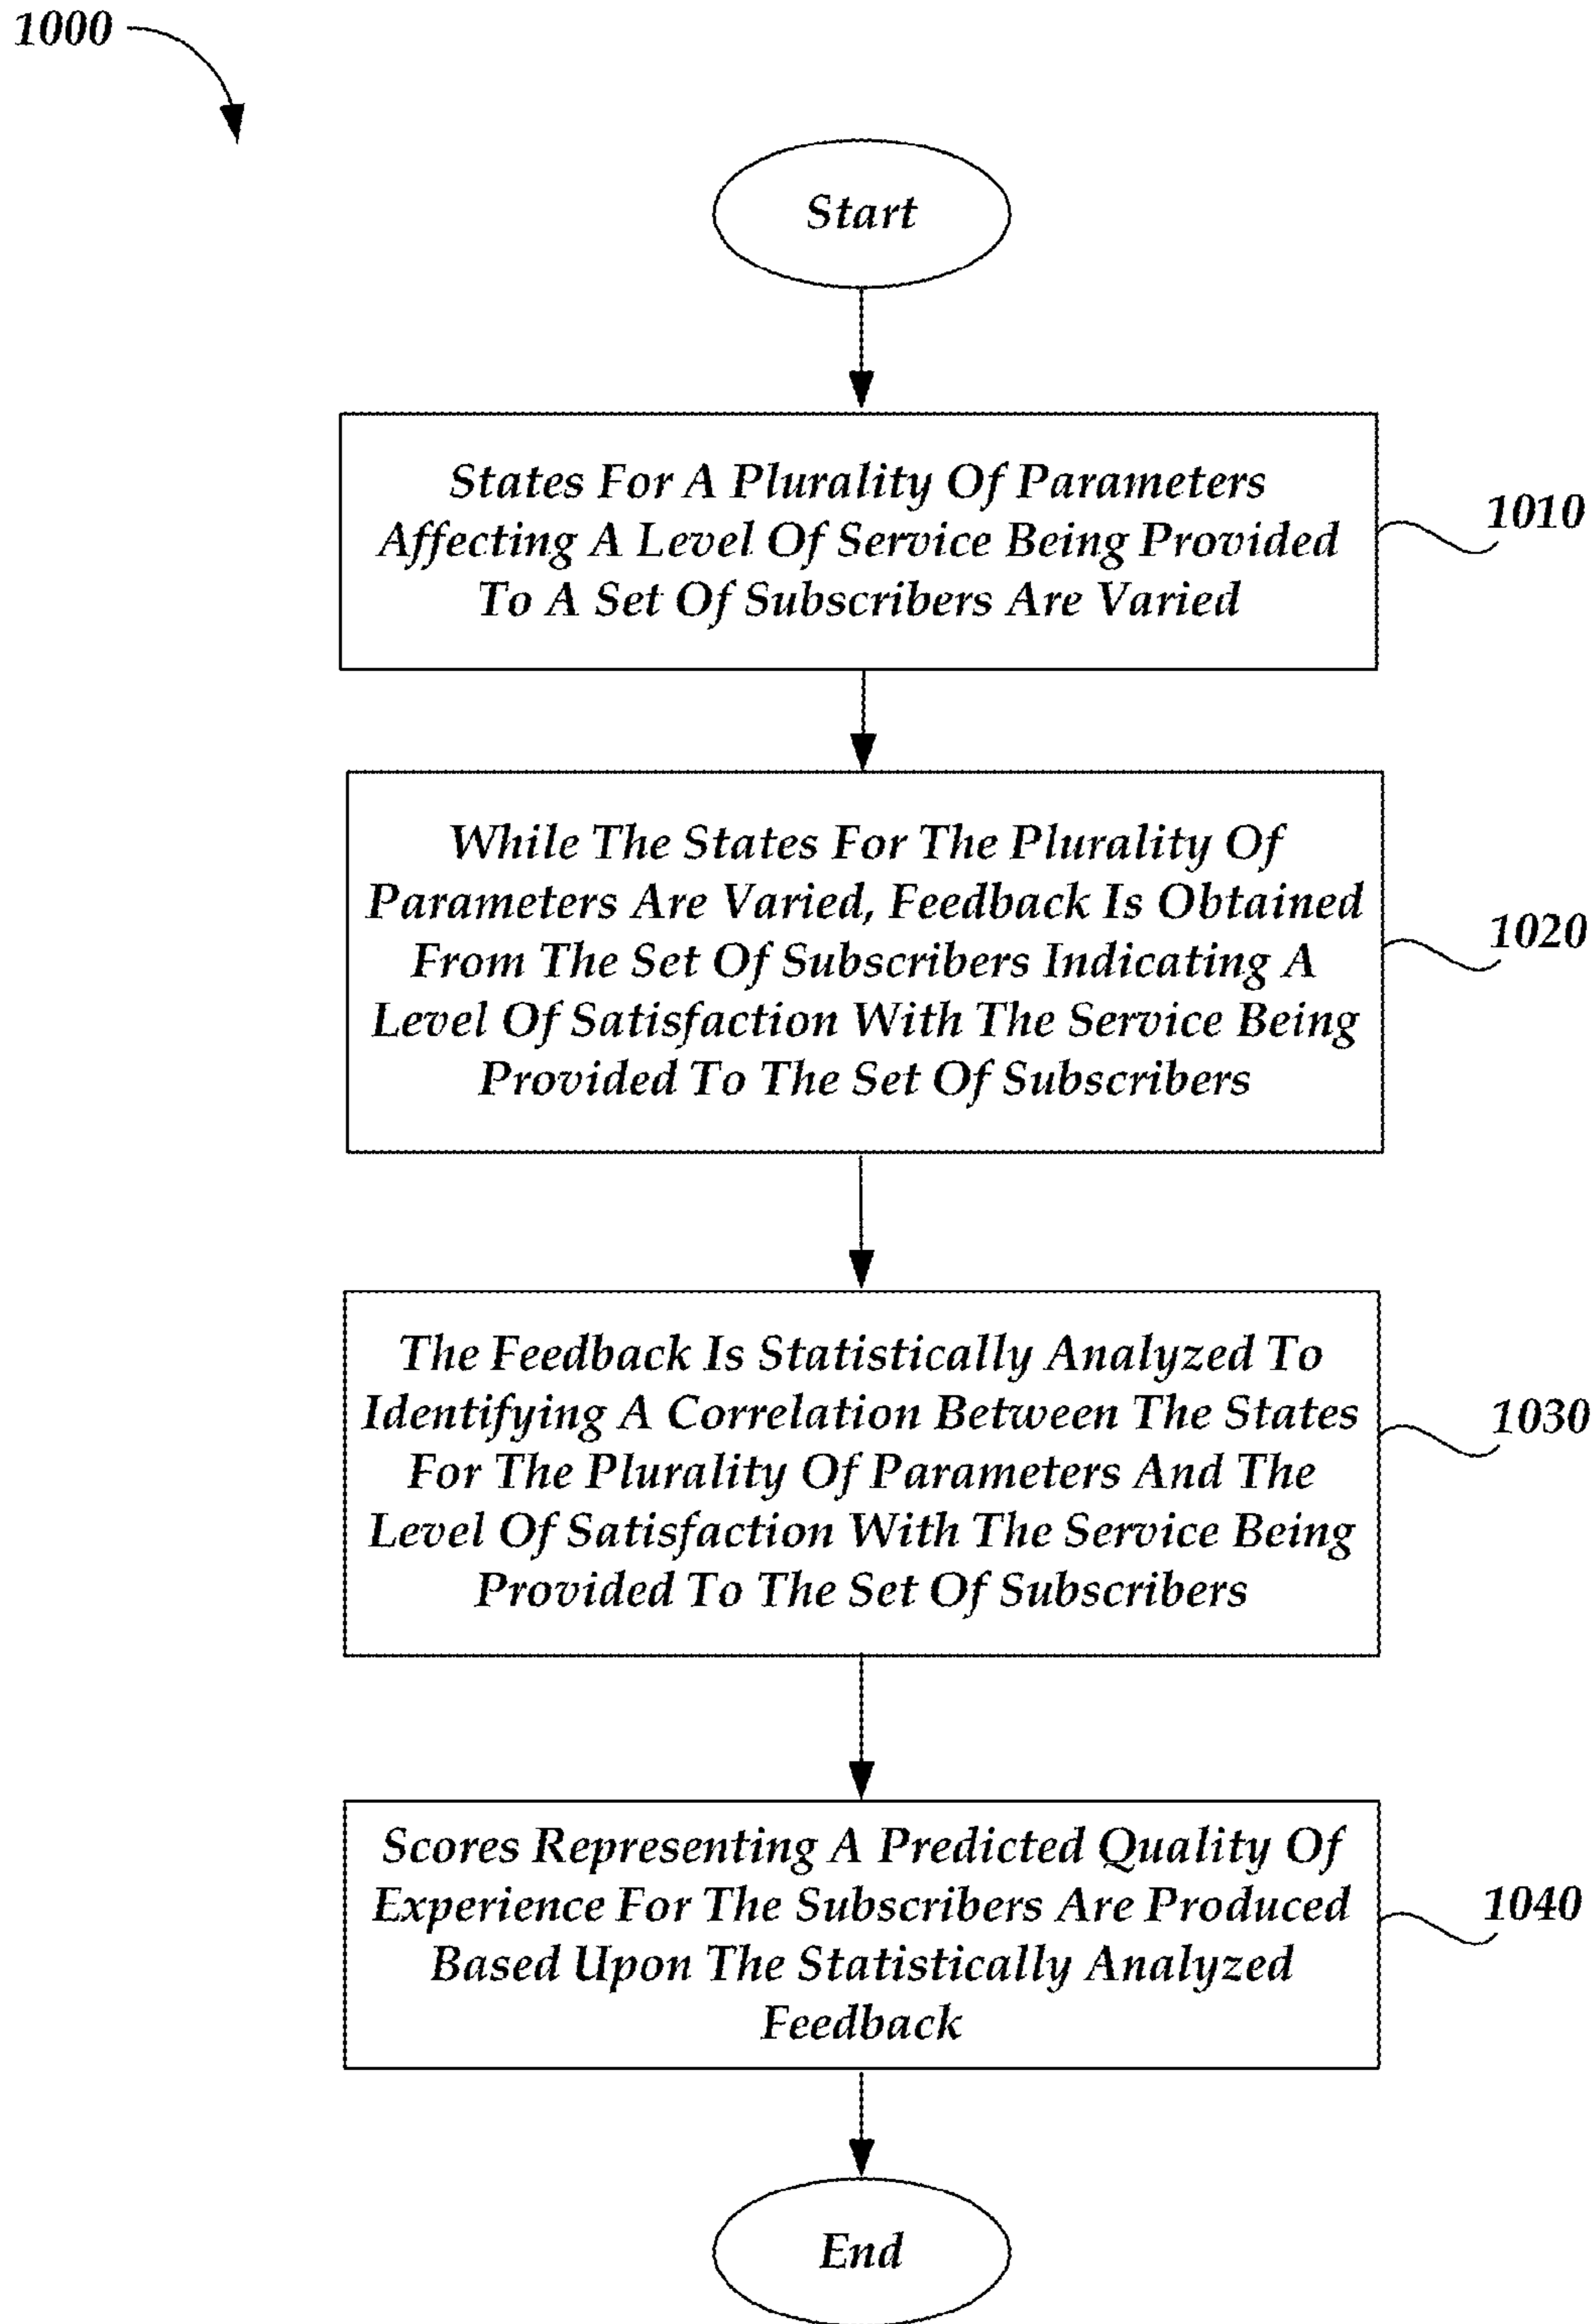 1000
Start
States For A Plurality Of Parameters
Affecting A Level Of Service Being Provided
To A Set Of Subscribers Are Varied
1010
While The States For The Plurality Of
Parameters Are Varied, Feedback Is Obtained
From The Set Of Subscribers Indicating A
Level Of Satisfaction With The Service Being
Provided To The Set Of Subscribers
1020
The Feedback Is Statistically Analyzed To
Identifying A Correlation Between The States
For The Plurality Of Parameters And The
Level Of Satisfaction With The Service Being
Provided To The Set Of Subscribers
1030
Scores Representing A Predicted Quality Of
Experience For The Subscribers Are Produced
Based Upon The Statistically Analyzed
Feedback
1040
End